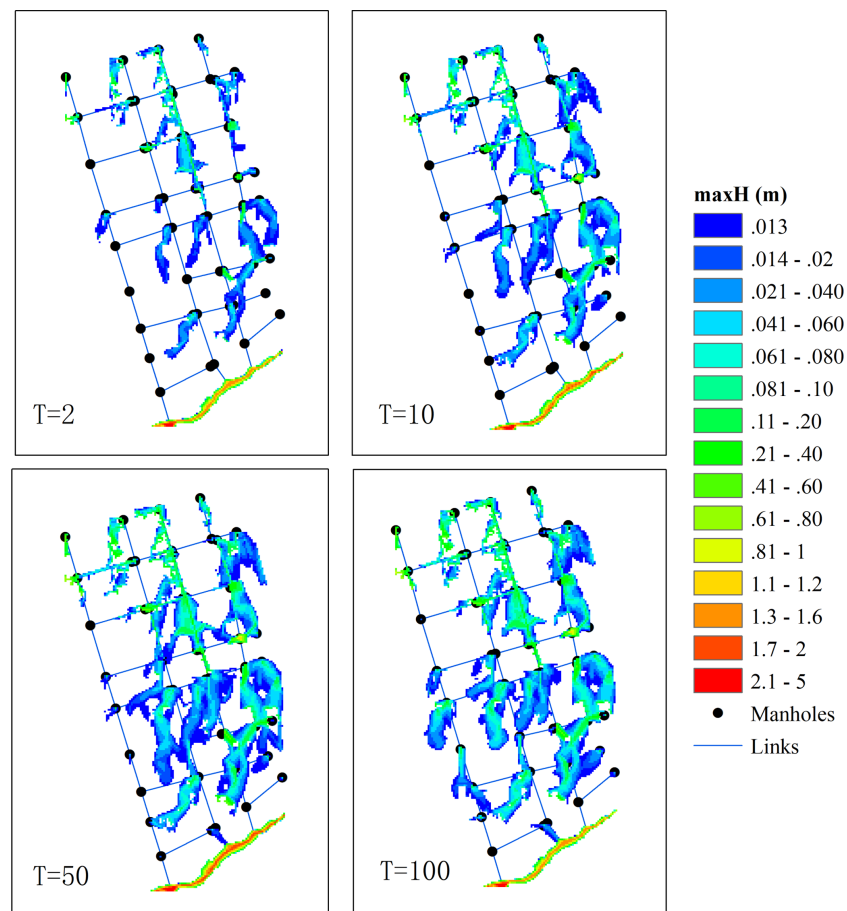 T=2
T=10
T=50
T=100
maxH (m)
.013
.014 - .02
.021 - .040
.041 - .060
.061 - .080
.081 - .10
.11 - .20
.21 - .40
.41 - .60
.61 - .80
.81 - 1
1.1 - 1.2
1.3 - 1.6
1.7 - 2
2.1 - 5
Manholes
Links